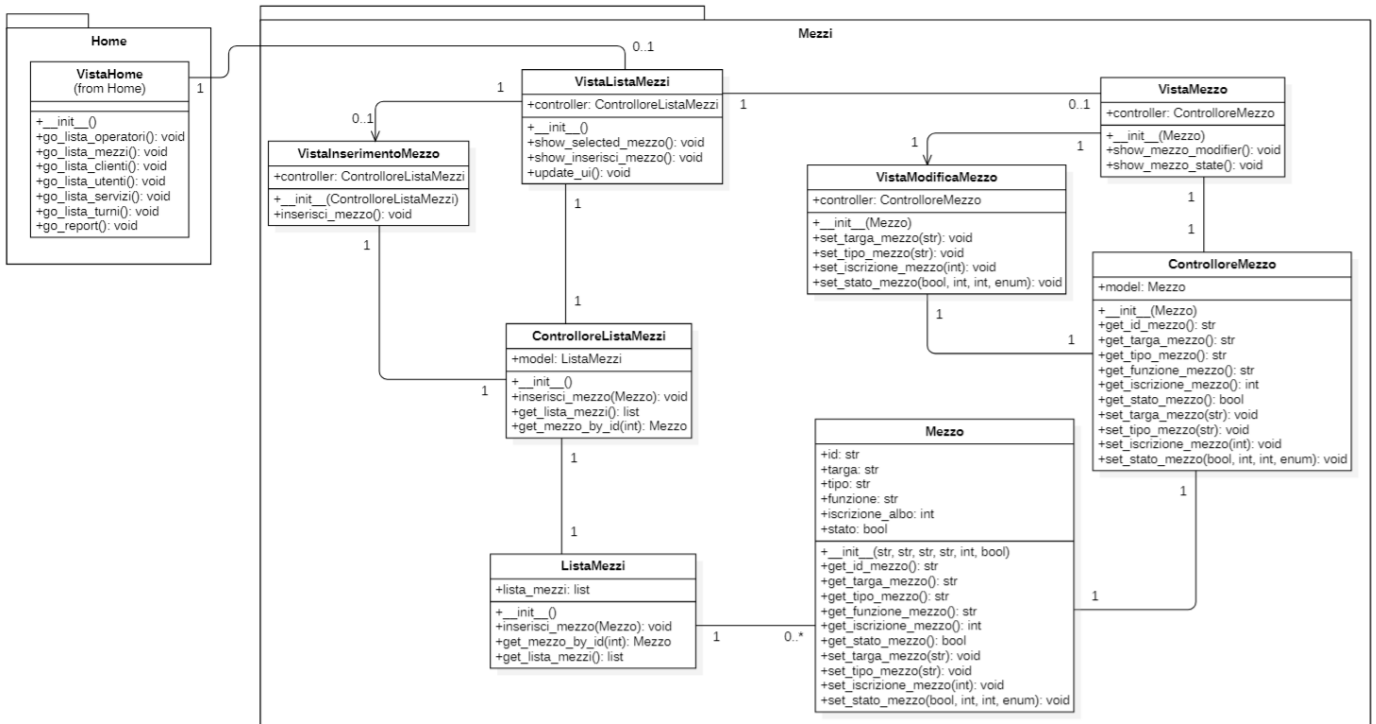 Home
VistaHome
(from Home)
+__init__()
+go_lista_operatori(): void
+go_lista_mezzi(): void
+go_lista_clienti(): void
+go_lista_utenti(): void
+go_lista_servizi(): void
+go_lista_turni(): void
+go_report(): void
1
0..1
Mezzi
VistaListaMezzi
+controller: ControlloreListaMezzi
+__init__()
+show_selected_mezzo(): void
+show_inserisci_mezzo(): void
+update_ui(): void
1
0..1
1
0..1
VistaInserimentoMezzo
+controller: ControlloreListaMezzi
+__init__(ControlloreListaMezzi)
+inserisci_mezzo(): void
1
1
VistaMezzo
+controller: ControlloreMezzo
+__init__(Mezzo)
+show_mezzo_modifier(): void
+show_mezzo_state(): void
1
1
VistaModificaMezzo
+controller: ControlloreMezzo
+__init__(Mezzo)
+set_targa_mezzo(str): void
+set_tipo_mezzo(str): void
+set_iscrizione_mezzo(int): void
+set_stato_mezzo(bool, int, int, enum): void
1
1
1
1
ControlloreMezzo
+model: Mezzo
+__init__(Mezzo)
+get_id_mezzo(): str
+get_targa_mezzo(): str
+get_tipo_mezzo(): str
+get_funzione_mezzo(): str
+get_iscrizione_mezzo(): int
+get_stato_mezzo(): bool
+set_targa_mezzo(str): void
+set_tipo_mezzo(str): void
+set_iscrizione_mezzo(int): void
+set_stato_mezzo(bool, int, int, enum): void
1
1
1
1
ControlloreListaMezzi
+model: ListaMezzi
+__init__()
+inserisci_mezzo(Mezzo): void
+get_lista_mezzi(): list
+get_mezzo_by_id(int): Mezzo
1
1
ListaMezzi
+lista_mezzi: list
+__init__()
+inserisci_mezzo(Mezzo): void
+get_mezzo_by_id(int): Mezzo
+get_lista_mezzi(): list
1
0..*
Mezzo
+id: str
+targa: str
+tipo: str
+funzione: str
+iscrizione_albo: int
+stato: bool
+__init__(str, str, str, str, int, bool)
+get_id_mezzo(): str
+get_targa_mezzo(): str
+get_tipo_mezzo(): str
+get_funzione_mezzo(): str
+get_iscrizione_mezzo(): int
+get_stato_mezzo(): bool
+set_targa_mezzo(str): void
+set_tipo_mezzo(str): void
+set_iscrizione_mezzo(int): void
+set_stato_mezzo(bool, int, int, enum): void